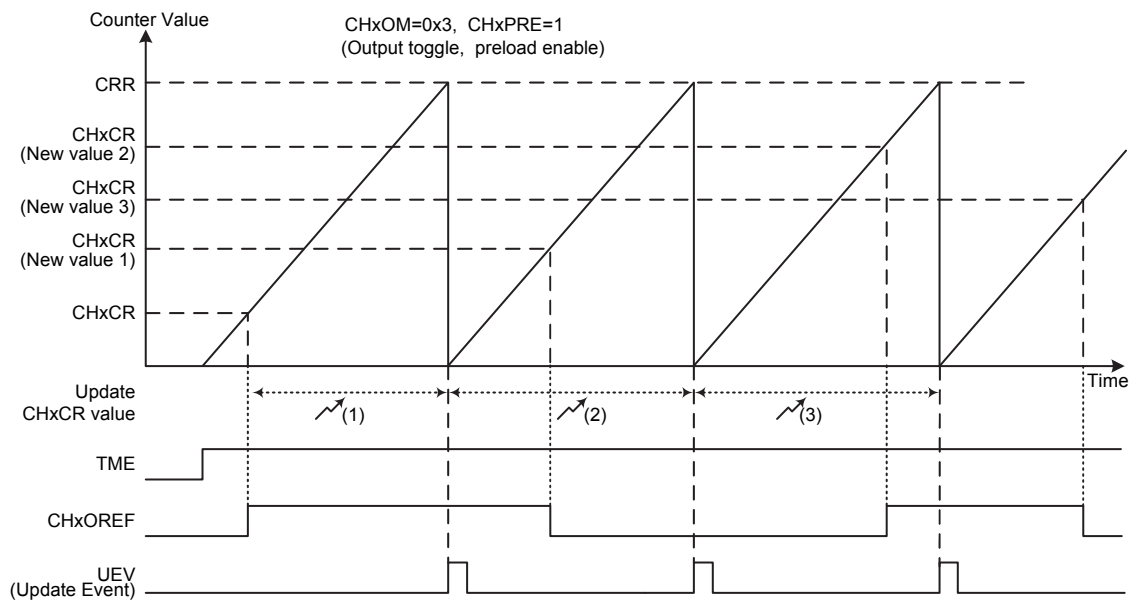 Counter Value
CHxOM=0x3, CHxPRE=1
(Output toggle, preload enable)
CRR
CHxCR
(New value 2)
CHxCR
(New value 3)
CHxCR
(New value 1)
CHxCR
Time
Update
CHxCR value
(1)
(2)
(3)
TME
CHxOREF
UEV
(Update Event)